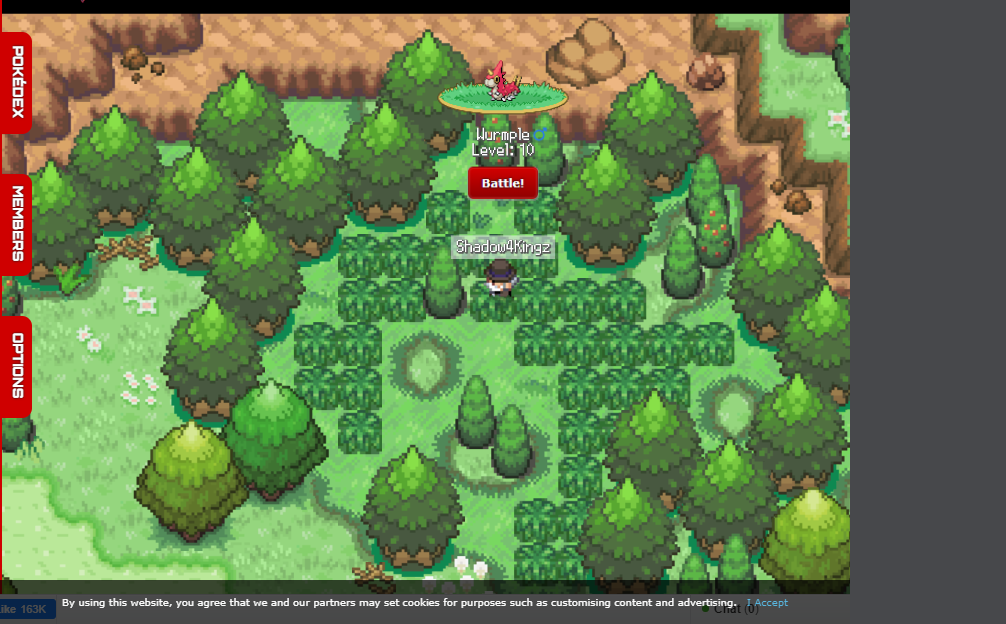 POKÉDEX
MEMBERS
OPTIONS
Wurmple ♂
Level: 10
Battle!
Shadow4Kingz
By using this website, you agree that we and our partners may set cookies for purposes such as customising content and advertising. I Accept
163K
Chat (0)